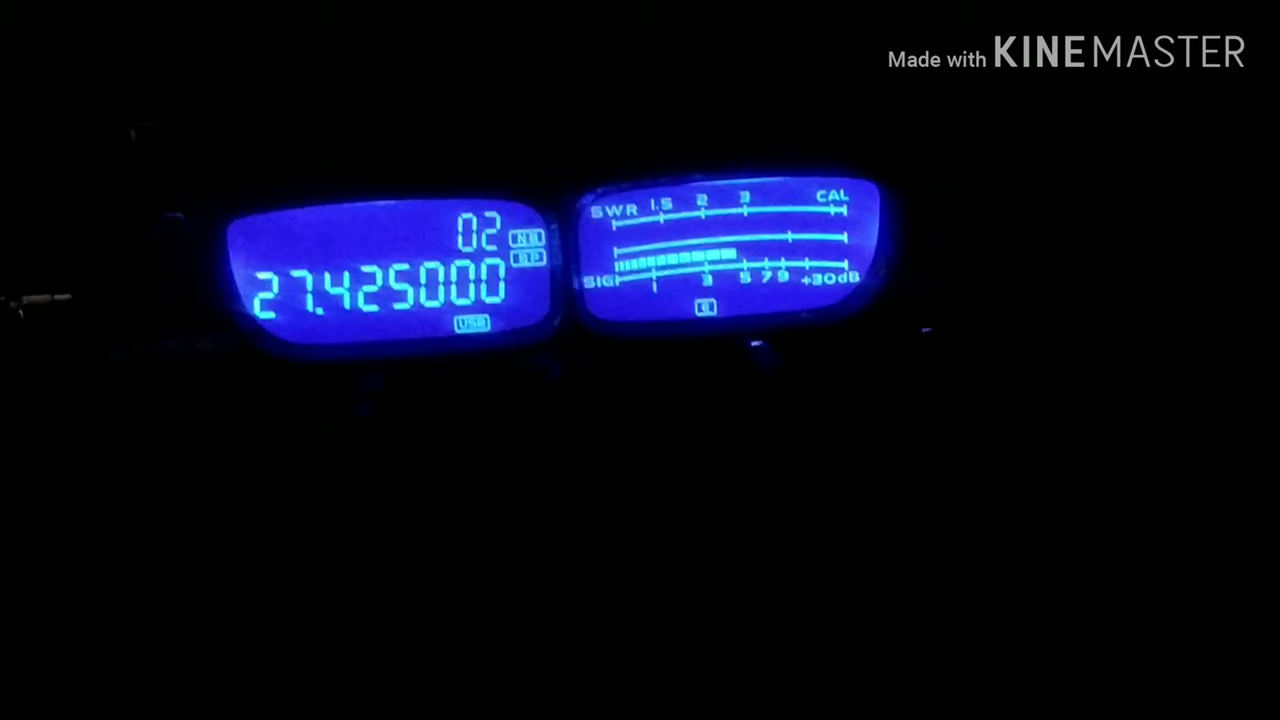 Made with KINEMASTER
02
NB
27.425000
USB
SWR 1.5 2 3 CAL
SIG 3 5 7 9 +30dB
E